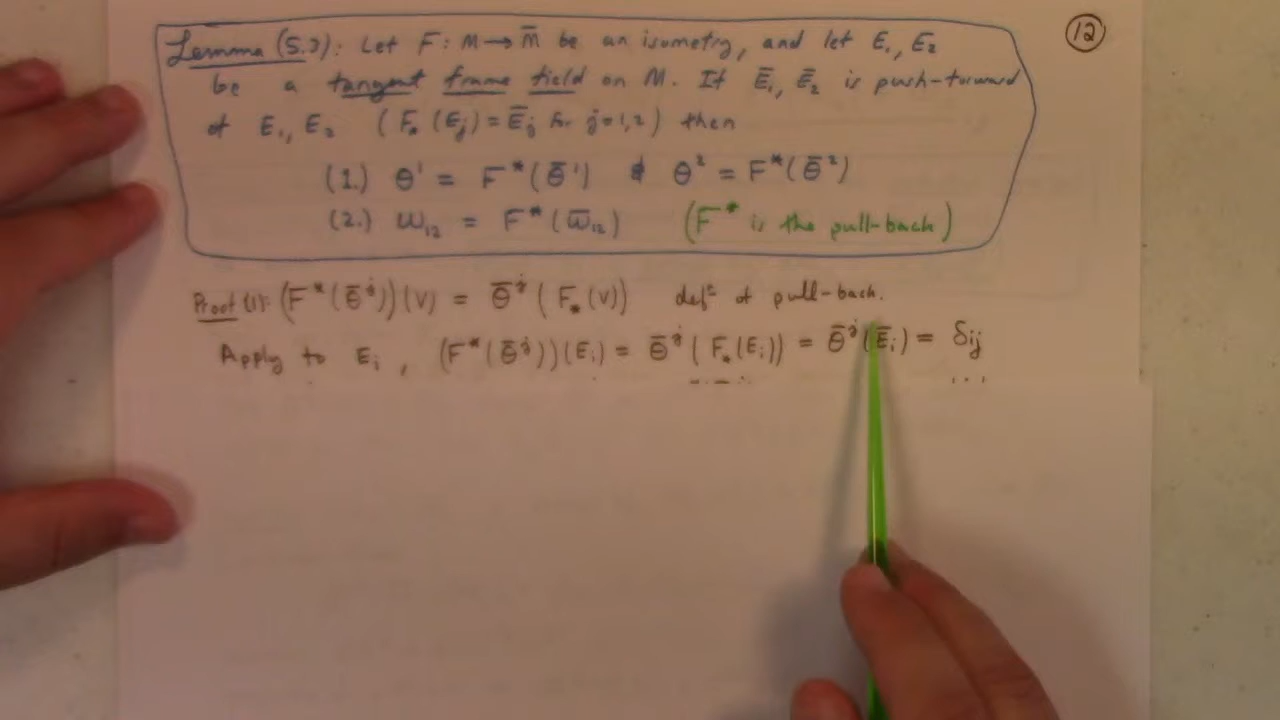 12
Lemma (5.3): Let F: M → M̄ be an isometry, and let E₁, E₂
be a tangent frame field on M. If Ē₁, Ē₂ is push-forward
of E₁, E₂ ( F⁎(Eⱼ) = Ēⱼ for j=1,2 ) then
(1.) θ¹ = F*(θ̄¹) & θ² = F*(θ̄²)
(2.) ω₁₂ = F*(ω̄₁₂) (F* is the pull-back)
Proof (1): (F*(θ̄ʲ))(v) = θ̄ʲ(F⁎(v)) defⁿ of pull-back.
Apply to Eᵢ, (F*(θ̄ʲ))(Eᵢ) = θ̄ʲ(F⁎(Eᵢ)) = θ̄ʲ(Ēᵢ) = δᵢⱼ